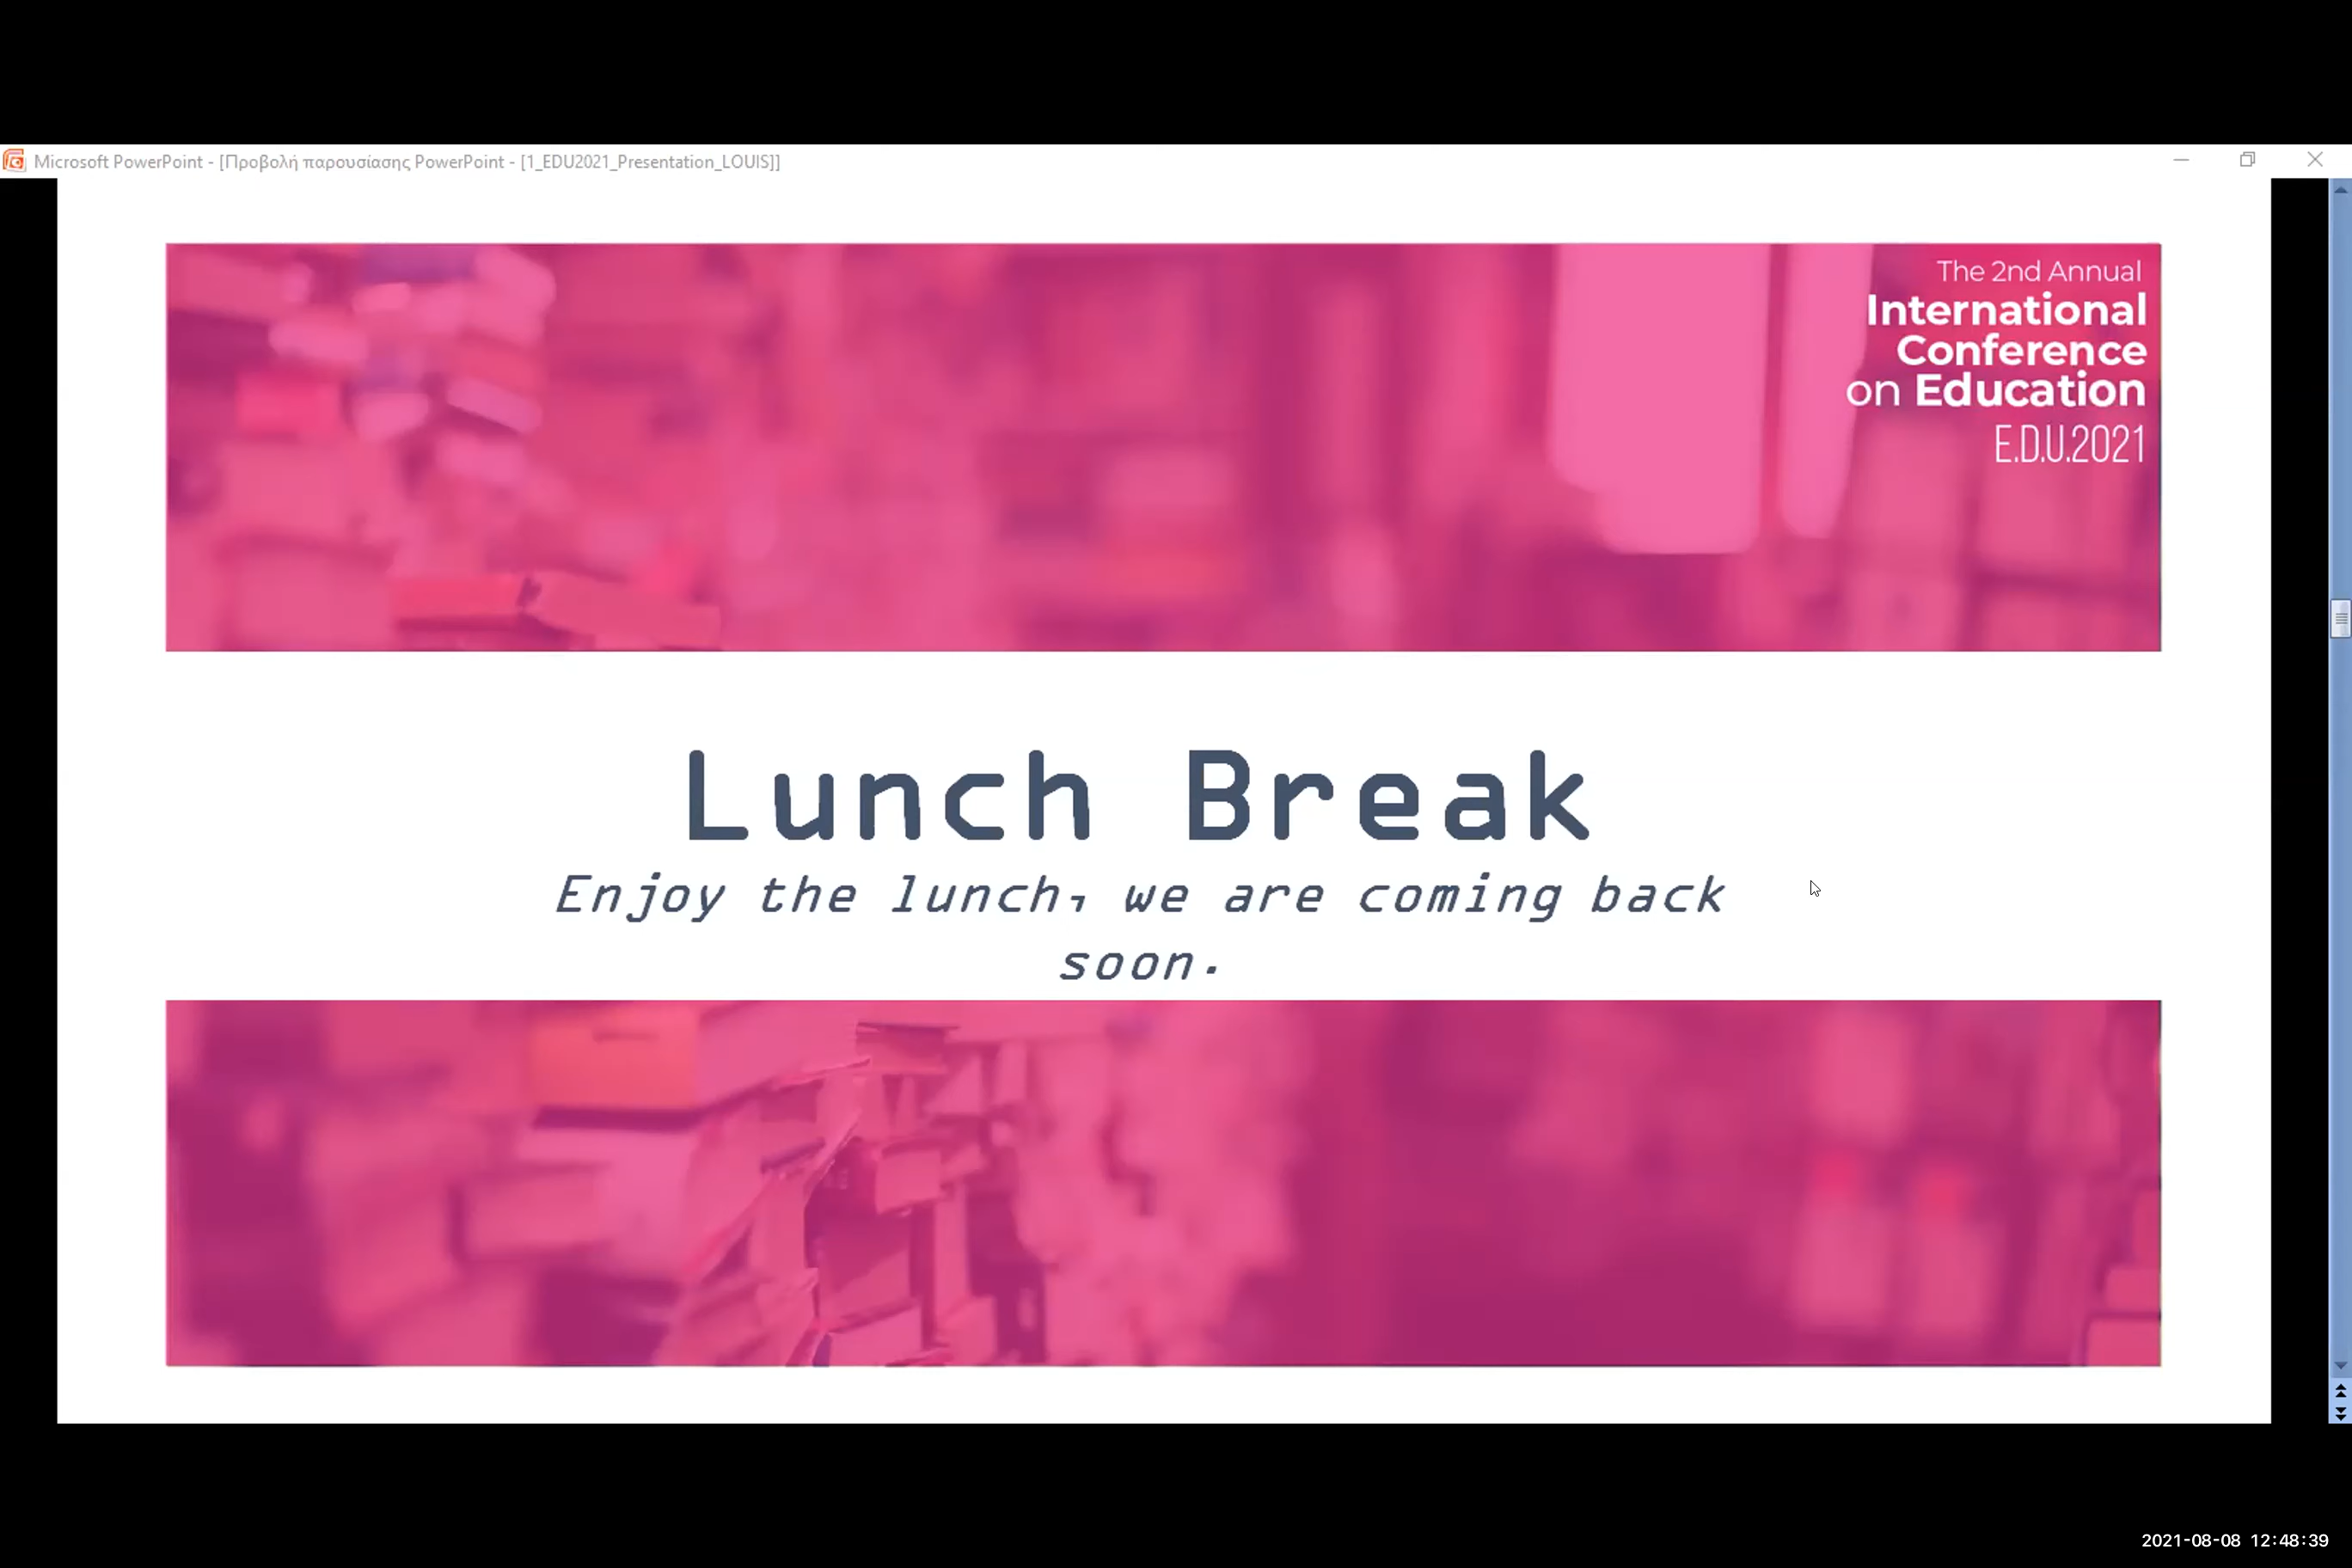 Microsoft PowerPoint - [Προβολή παρουσίασης PowerPoint - [1_EDU2021_Presentation_LOUIS]]
The 2nd Annual
International
Conference
on Education
E.D.U.2021
Lunch Break
Enjoy the lunch, we are coming back
soon.
2021-08-08 12:48:39